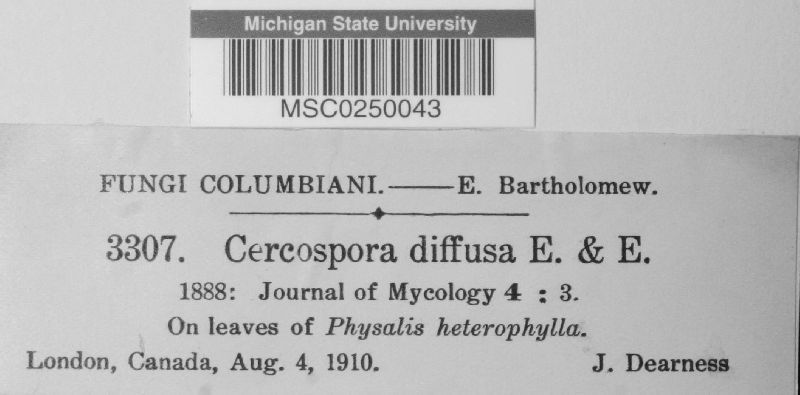 Michigan State University
MSC0250043
FUNGI COLUMBIANI.——E. Bartholomew.
3307. Cercospora diffusa E. & E.
1888: Journal of Mycology 4 : 3.
On leaves of Physalis heterophylla.
London, Canada, Aug. 4, 1910. J. Dearness